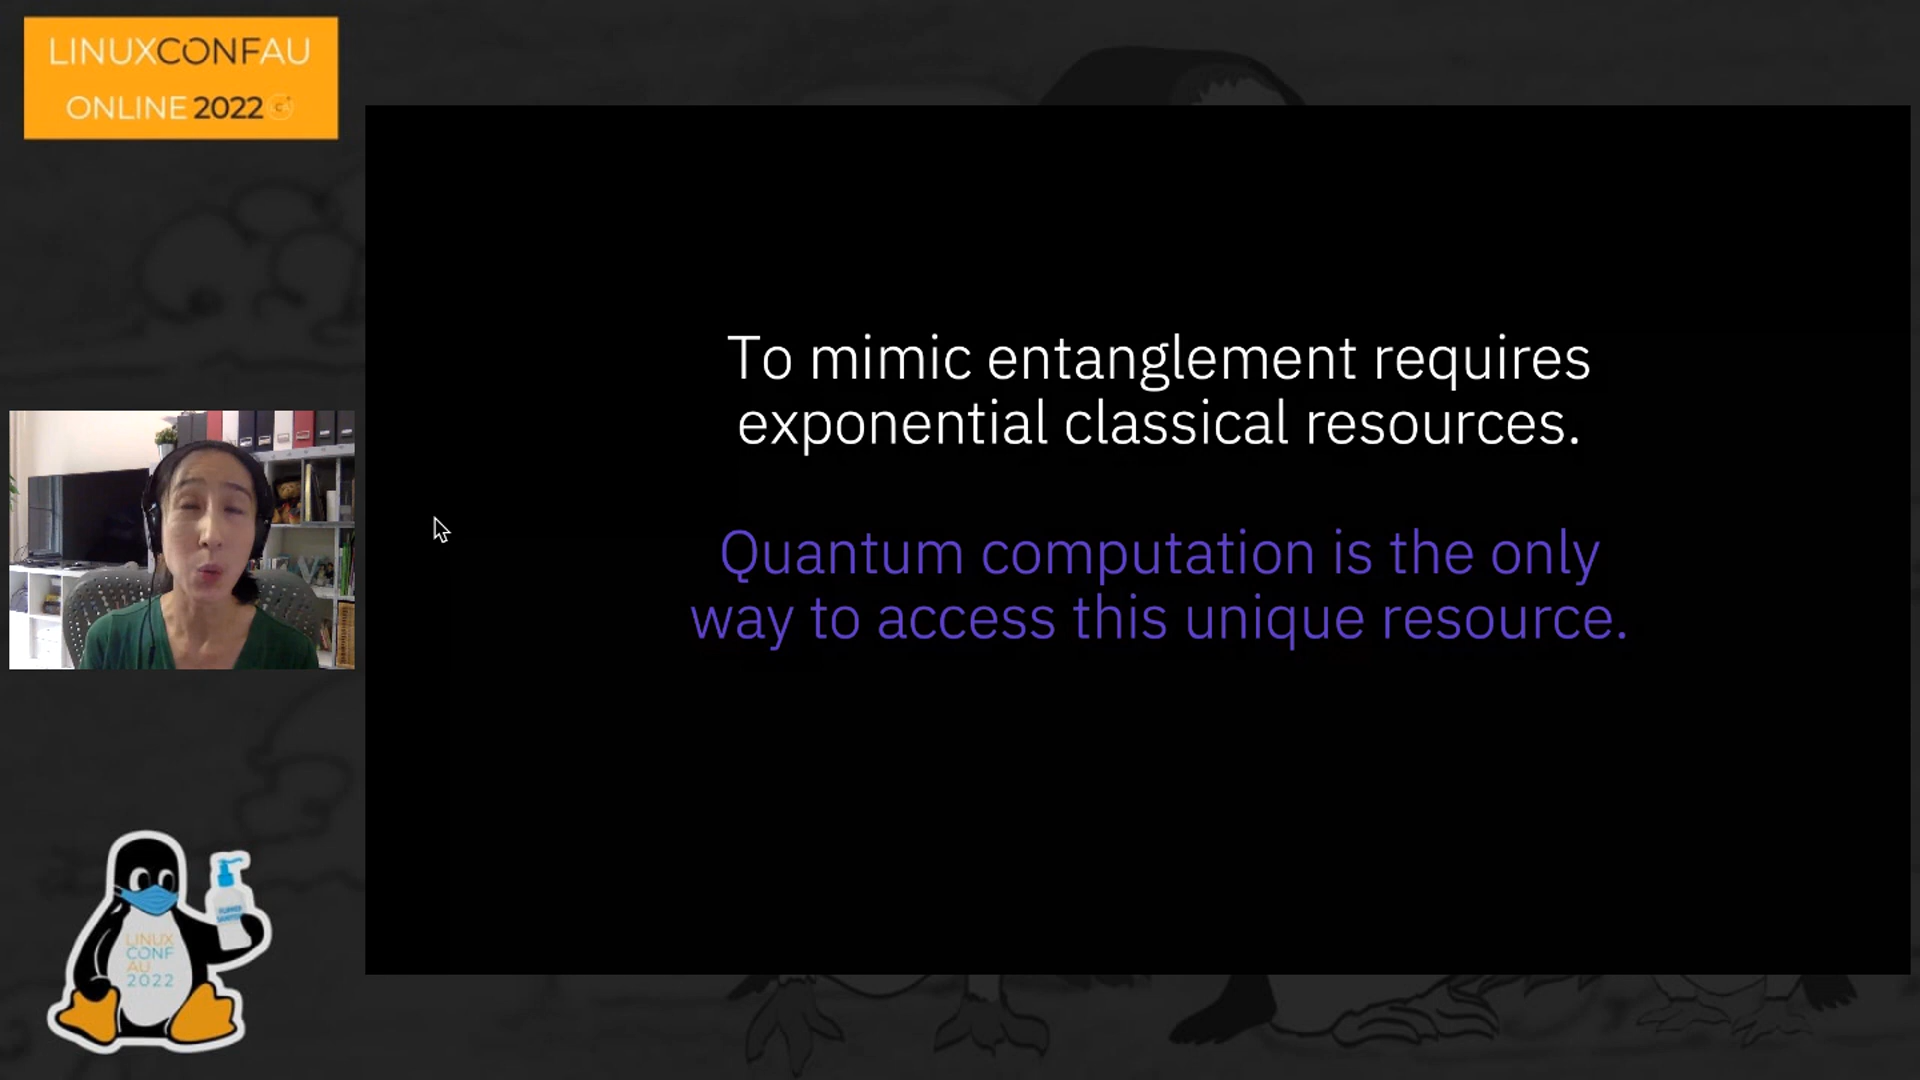 LINUXCONFAU
ONLINE 2022
To mimic entanglement requires
exponential classical resources.
Quantum computation is the only
way to access this unique resource.
LINUX
CONF
AU
2022